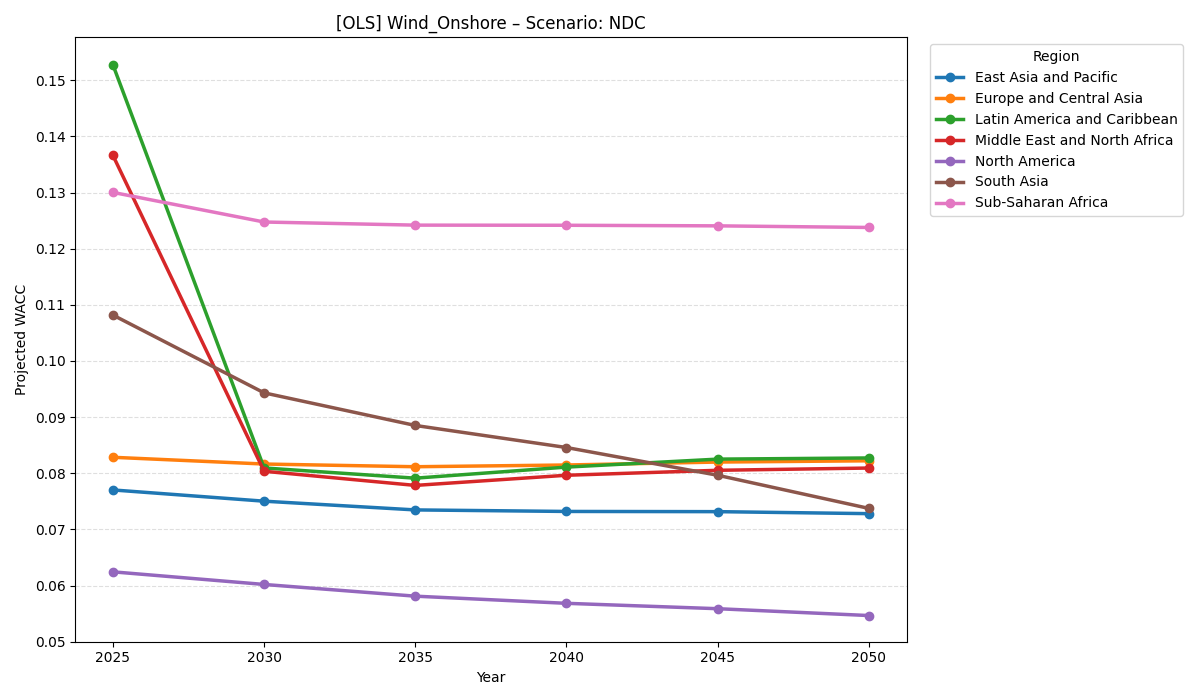 [OLS] Wind_Onshore – Scenario: NDC
Projected WACC
0.15
0.14
0.13
0.12
0.11
0.10
0.09
0.08
0.07
0.06
0.05
2025 2030 2035 2040 2045 2050
Year
Region
East Asia and Pacific
Europe and Central Asia
Latin America and Caribbean
Middle East and North Africa
North America
South Asia
Sub-Saharan Africa